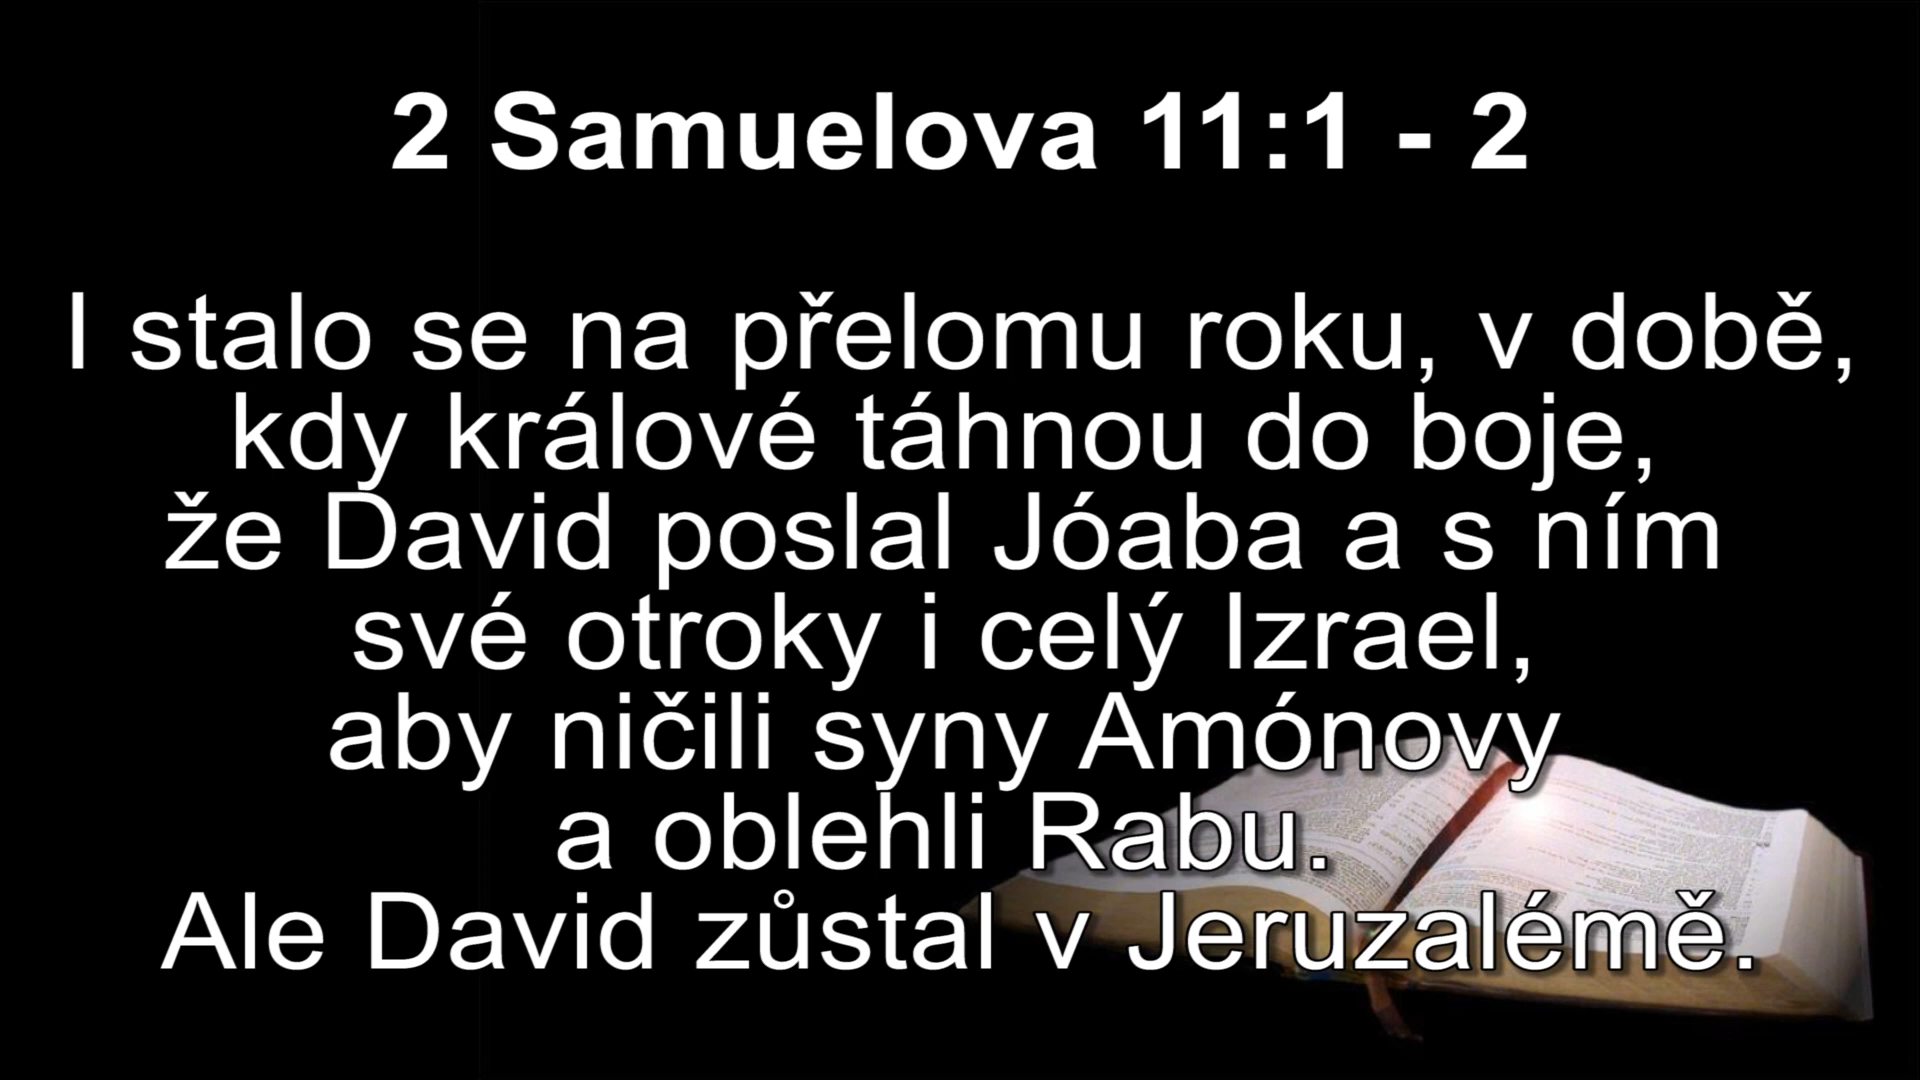 2 Samuelova 11:1 - 2
I stalo se na přelomu roku, v době,
kdy králové táhnou do boje,
že David poslal Jóaba a s ním
své otroky i celý Izrael,
aby ničili syny Amónovy
a oblehli Rabu.
Ale David zůstal v Jeruzalémě.